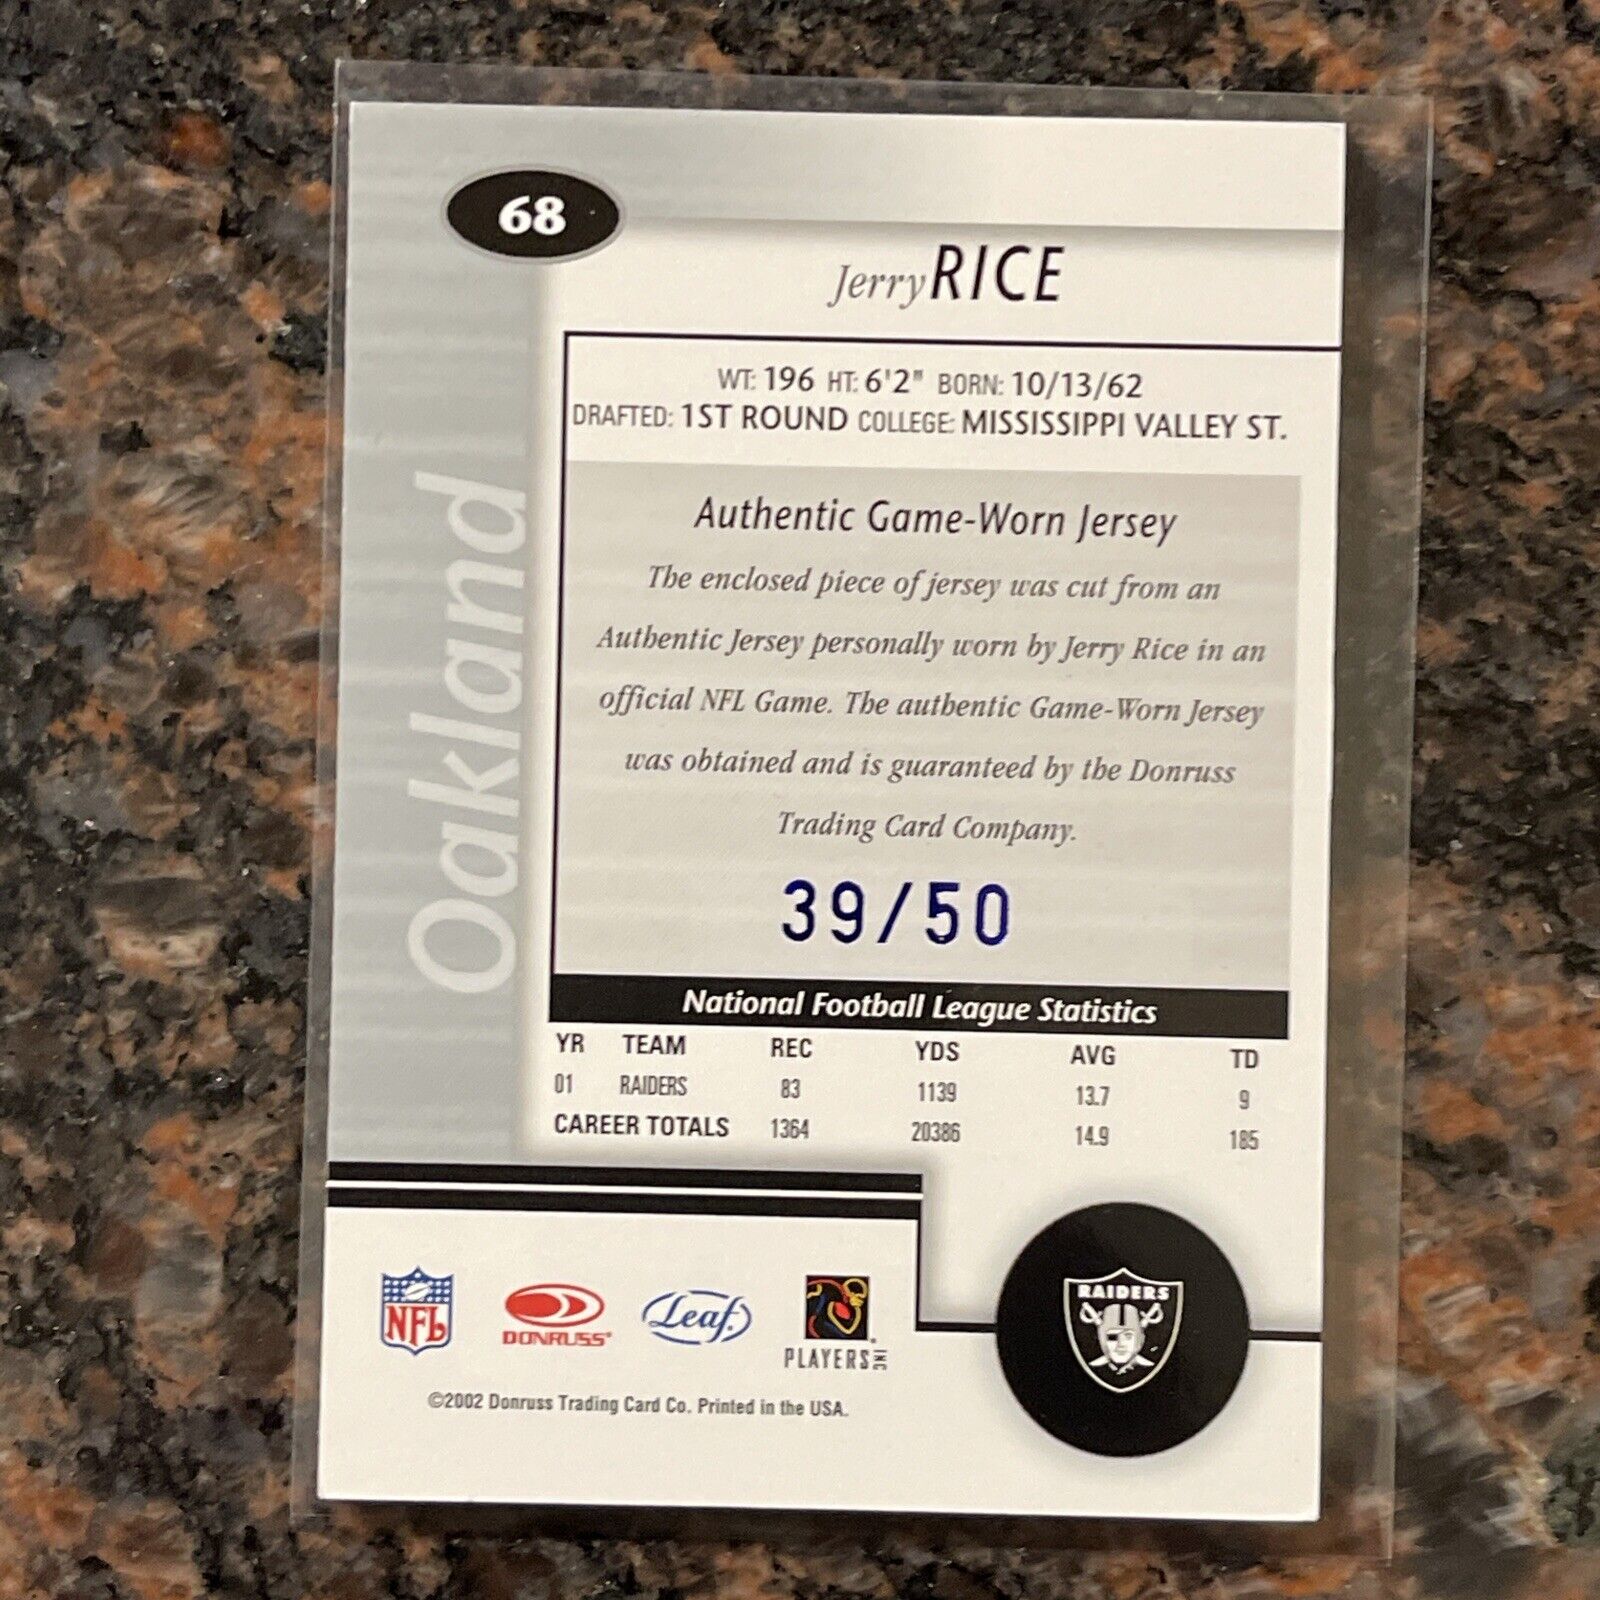 68
Jerry RICE
WT: 196 HT: 6'2" BORN: 10/13/62
DRAFTED: 1ST ROUND COLLEGE: MISSISSIPPI VALLEY ST.
Oakland
Authentic Game-Worn Jersey
The enclosed piece of jersey was cut from an
Authentic Jersey personally worn by Jerry Rice in an
official NFL Game. The authentic Game-Worn Jersey
was obtained and is guaranteed by the Donruss
Trading Card Company.
39/50
National Football League Statistics
YR TEAM REC YDS AVG TD
01 RAIDERS 83 1139 13.7 9
CAREER TOTALS 1364 20386 14.9 185
RAIDERS
NFL DONRUSS® Leaf® PLAYERS INC
©2002 Donruss Trading Card Co. Printed in the USA.